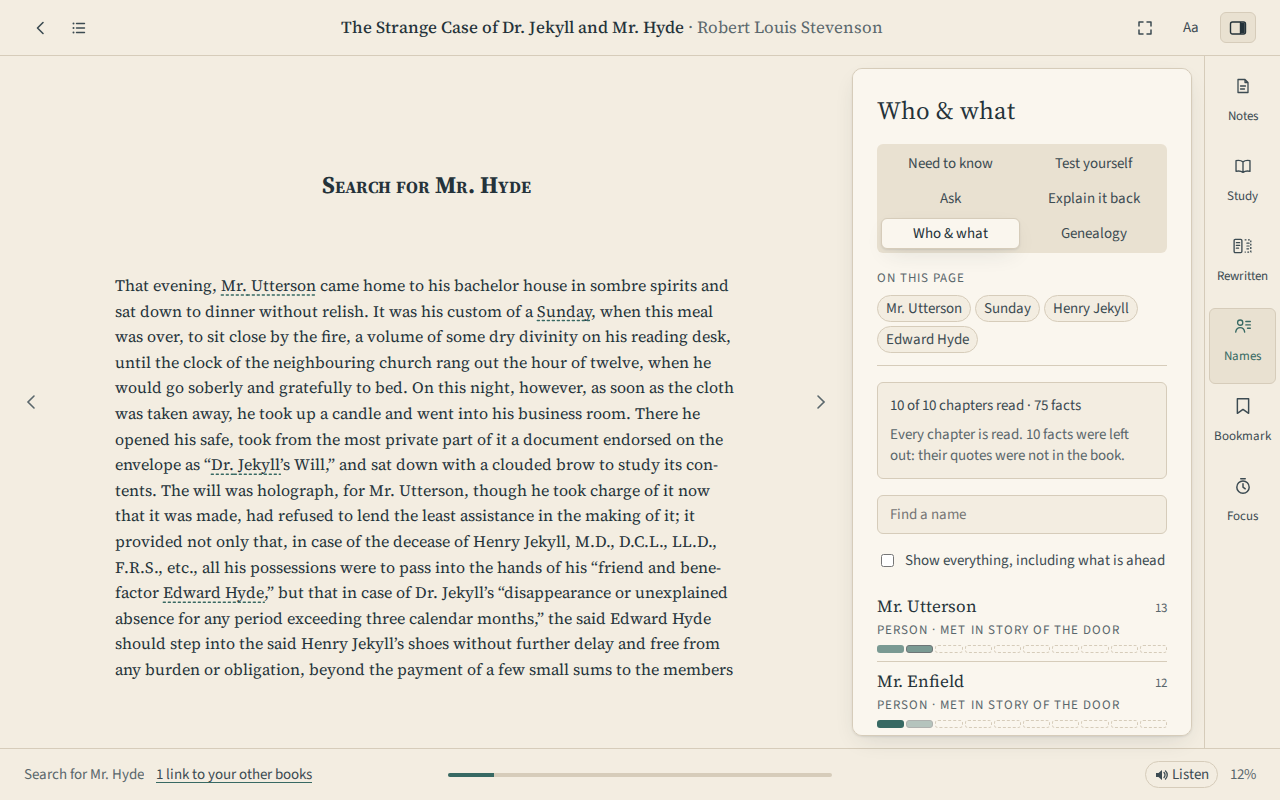 The Strange Case of Dr. Jekyll and Mr. Hyde · Robert Louis Stevenson
Aa
Search for Mr. Hyde
That evening, Mr. Utterson came home to his bachelor house in sombre spirits and
sat down to dinner without relish. It was his custom of a Sunday, when this meal
was over, to sit close by the fire, a volume of some dry divinity on his reading desk,
until the clock of the neighbouring church rang out the hour of twelve, when he
would go soberly and gratefully to bed. On this night, however, as soon as the cloth
was taken away, he took up a candle and went into his business room. There he
opened his safe, took from the most private part of it a document endorsed on the
envelope as “Dr. Jekyll’s Will,” and sat down with a clouded brow to study its con-
tents. The will was holograph, for Mr. Utterson, though he took charge of it now
that it was made, had refused to lend the least assistance in the making of it; it
provided not only that, in case of the decease of Henry Jekyll, M.D., D.C.L., LL.D.,
F.R.S., etc., all his possessions were to pass into the hands of his “friend and bene-
factor Edward Hyde,” but that in case of Dr. Jekyll’s “disappearance or unexplained
absence for any period exceeding three calendar months,” the said Edward Hyde
should step into the said Henry Jekyll’s shoes without further delay and free from
any burden or obligation, beyond the payment of a few small sums to the members
Who & what
Need to know
Test yourself
Ask
Explain it back
Who & what
Genealogy
ON THIS PAGE
Mr. Utterson
Sunday
Henry Jekyll
Edward Hyde
10 of 10 chapters read · 75 facts
Every chapter is read. 10 facts were left
out: their quotes were not in the book.
Find a name
Show everything, including what is ahead
Mr. Utterson 13
PERSON · MET IN STORY OF THE DOOR
Mr. Enfield 12
PERSON · MET IN STORY OF THE DOOR
Notes
Study
Rewritten
Names
Bookmark
Focus
Search for Mr. Hyde
1 link to your other books
Listen
12%